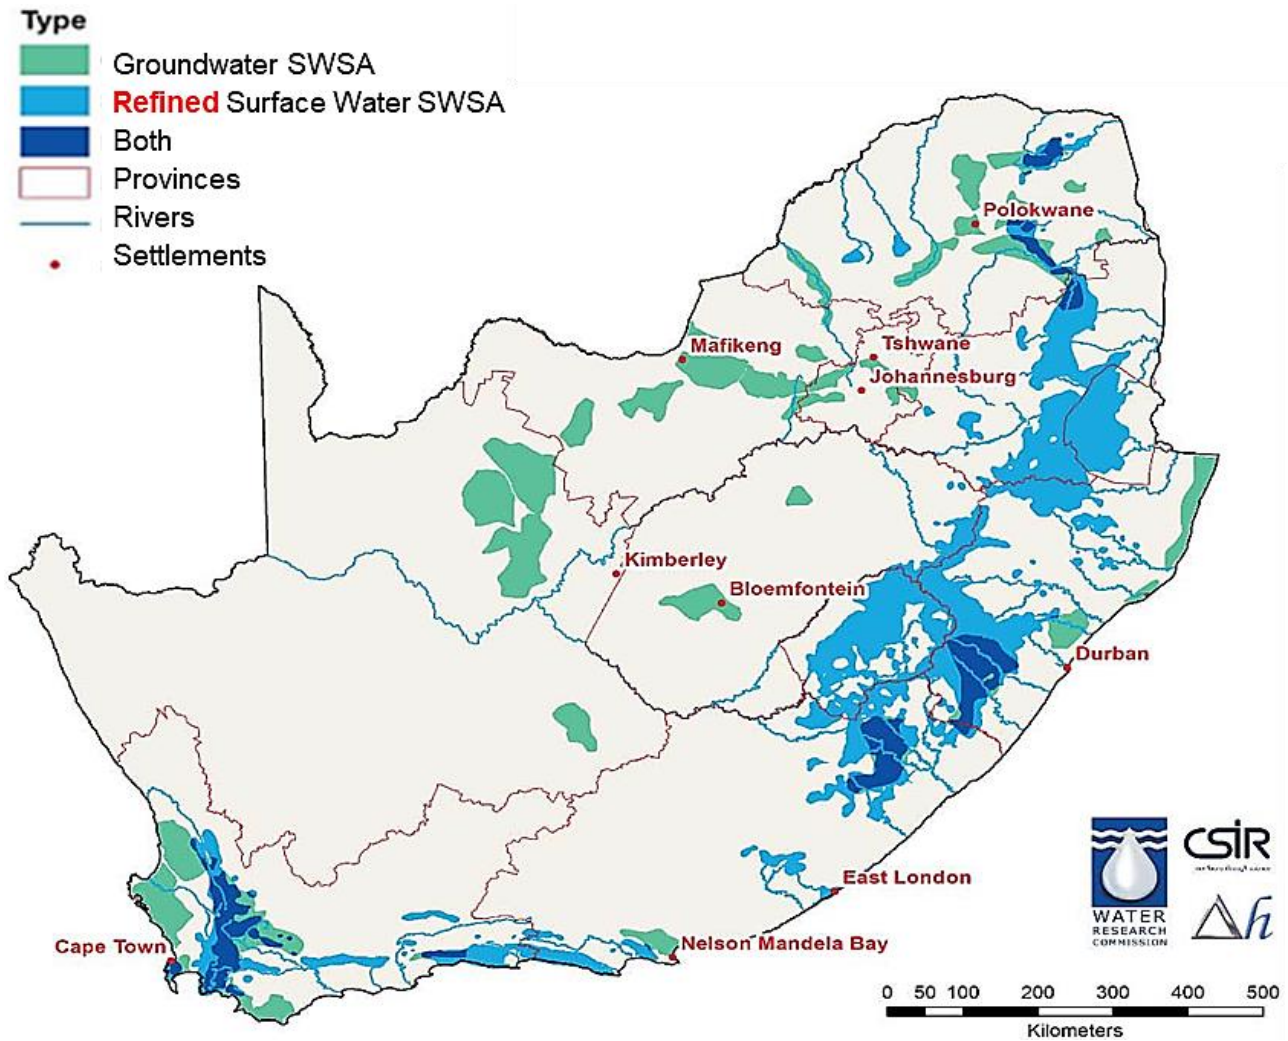 Type
Groundwater SWSA
Refined Surface Water SWSA
Both
Provinces
Rivers
Settlements
Polokwane
Mafikeng
Tshwane
Johannesburg
Kimberley
Bloemfontein
Durban
East London
Cape Town
Nelson Mandela Bay
WATER
RESEARCH
COMMISSION
CSIR
h
0 50 100 200 300 400 500
Kilometers